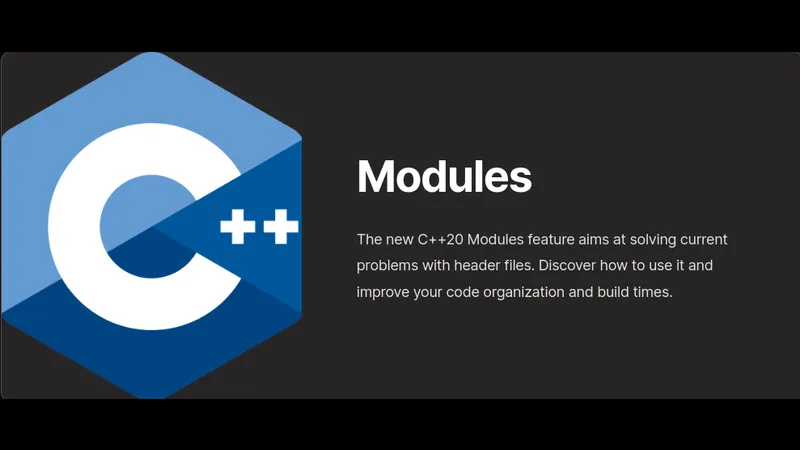 C++
Modules
The new C++20 Modules feature aims at solving current
problems with header files. Discover how to use it and
improve your code organization and build times.